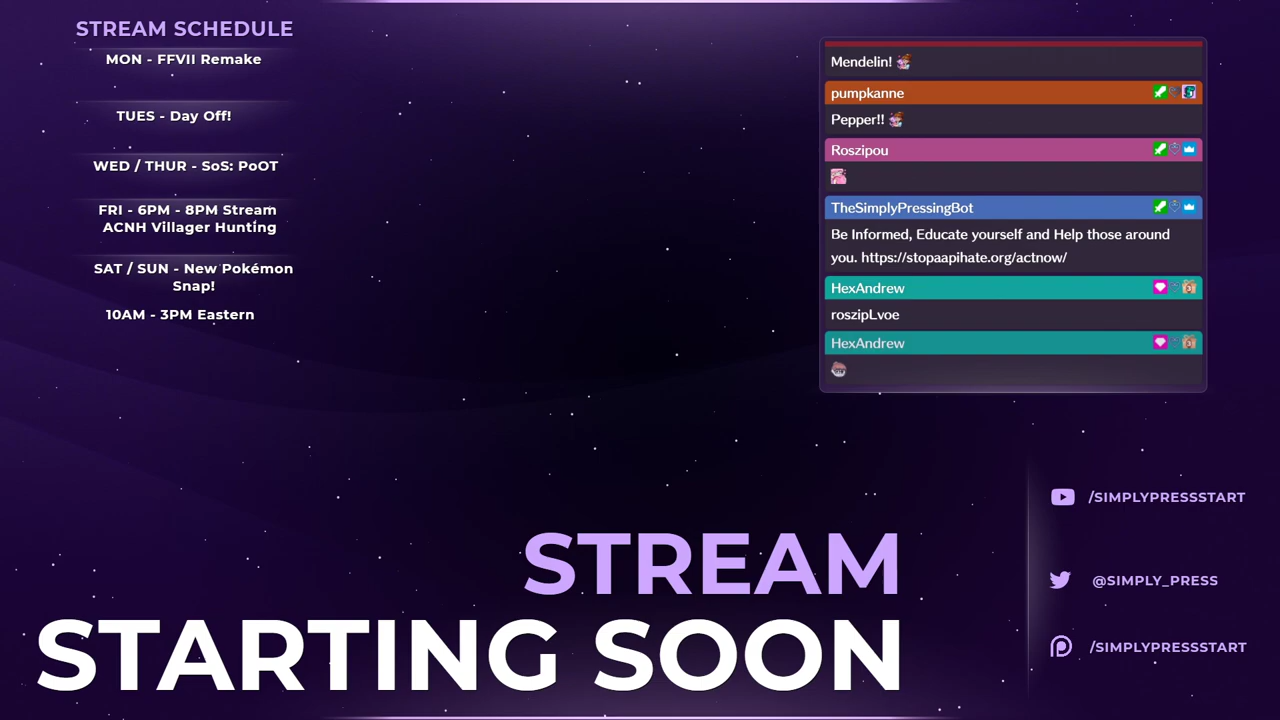 STREAM SCHEDULE
MON - FFVII Remake
TUES - Day Off!
WED / THUR - SoS: PoOT
FRI - 6PM - 8PM Stream
ACNH Villager Hunting
SAT / SUN - New Pokémon
Snap!
10AM - 3PM Eastern
Mendelin!
pumpkanne
Pepper!!
Roszipou
TheSimplyPressingBot
Be Informed, Educate yourself and Help those around
you. https://stopaapihate.org/actnow/
HexAndrew
roszipLvoe
HexAndrew
STREAM
STARTING SOON
/SIMPLYPRESSSTART
@SIMPLY_PRESS
/SIMPLYPRESSSTART